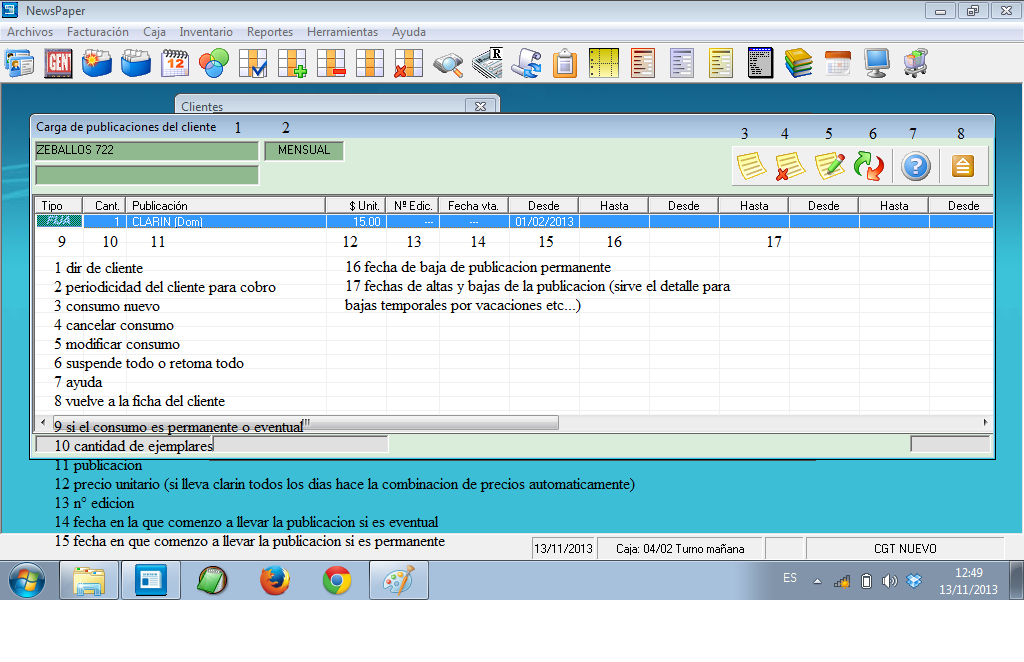 NewsPaper
Archivos Facturación Caja Inventario Reportes Herramientas Ayuda
GEN 12 R
Clientes
Carga de publicaciones del cliente 1 2
3 4 5 6 7 8
ZEBALLOS 722 MENSUAL
Tipo Cant. Publicación $ Unit. Nº Edic. Fecha vta. Desde Hasta Desde Hasta Desde Hasta Desde
FIJA 1 CLARIN (Dom) 15.00 --- --- 01/02/2013
9 10 11 12 13 14 15 16 17
1 dir de cliente
2 periodicidad del cliente para cobro
3 consumo nuevo
4 cancelar consumo
5 modificar consumo
6 suspende todo o retoma todo
7 ayuda
8 vuelve a la ficha del cliente
9 si el consumo es permanente o eventual"
10 cantidad de ejemplares
11 publicacion
12 precio unitario (si lleva clarin todos los dias hace la combinacion de precios automaticamente)
13 n° edicion
14 fecha en la que comenzo a llevar la publicacion si es eventual
15 fecha en que comenzo a llevar la publicacion si es permanente
16 fecha de baja de publicacion permanente
17 fechas de altas y bajas de la publicacion (sirve el detalle para
bajas temporales por vacaciones etc...)
13/11/2013 Caja: 04/02 Turno mañana CGT NUEVO
ES 12:49
13/11/2013